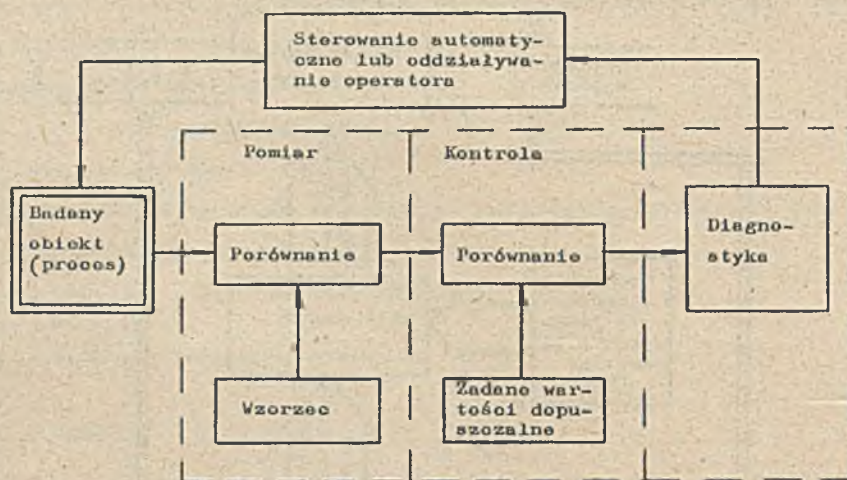 Sterowanie automaty-
czne lub oddziaływa-
nie operatora
Pomiar
Kontrola
Badany
obiekt
(proces)
Porównanie
Porównanie
Diagno-
styka
Wzorzec
Zadane war-
tości dopu-
szczalne